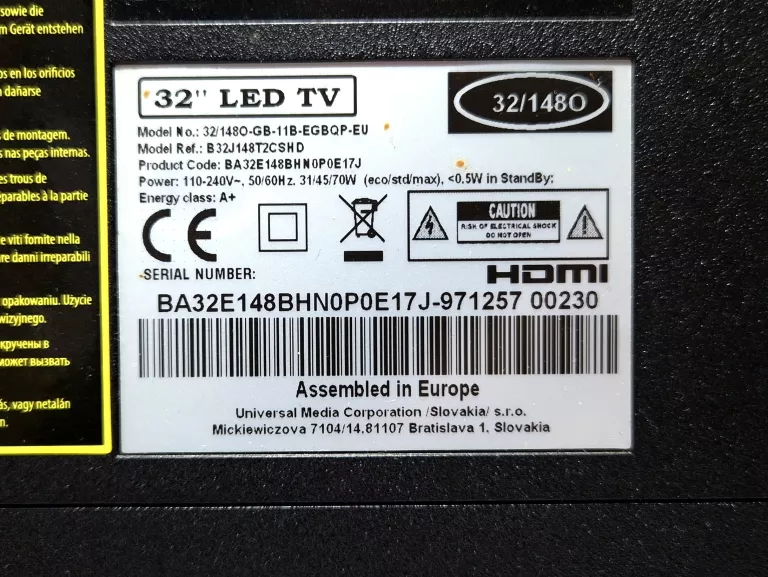 sowie die
m Gerät entstehen
os en los orificios
dañarse
de montagem.
s nas peças internas.
es trous de
éparables à la partie
e viti fornite nella
are danni irreparabili
opakowaniu. Użycie
wizyjnego.
кручены в
может вызвать
ás, vagy netalán
n.
32" LED TV
32/148O
Model No.: 32/148O-GB-11B-EGBQP-EU
Model Ref.: B32J148T2CSHD
Product Code: BA32E148BHN0P0E17J
Power: 110-240V~, 50/60Hz, 31/45/70W (eco/std/max), <0.5W in StandBy:
Energy class: A+
CE
CAUTION
RISK OF ELECTRICAL SHOCK
DO NOT OPEN
SERIAL NUMBER:
HDMI
BA32E148BHN0P0E17J-971257 00230
Assembled in Europe
Universal Media Corporation /Slovakia/ s.r.o.
Mickiewiczova 7104/14.81107 Bratislava 1, Slovakia